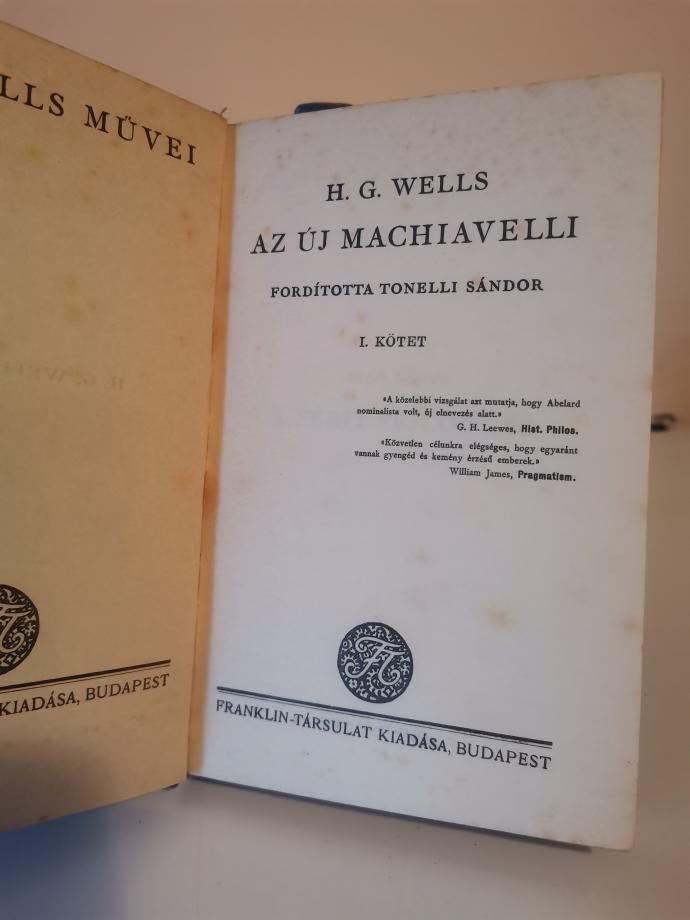 LLS MŰVEI
KIADÁSA, BUDAPEST
H. G. WELLS
AZ ÚJ MACHIAVELLI
FORDÍTOTTA TONELLI SÁNDOR
I. KÖTET
«A közelebbi vizsgálat azt mutatja, hogy Abelard
nominalista volt, új elnevezés alatt.»
G. H. Leewes, Hist. Philos.
«Közvetlen célunkra elégséges, hogy egyaránt
vannak gyengéd és kemény érzésű emberek.»
William James, Pragmatism.
FRANKLIN-TÁRSULAT KIADÁSA, BUDAPEST